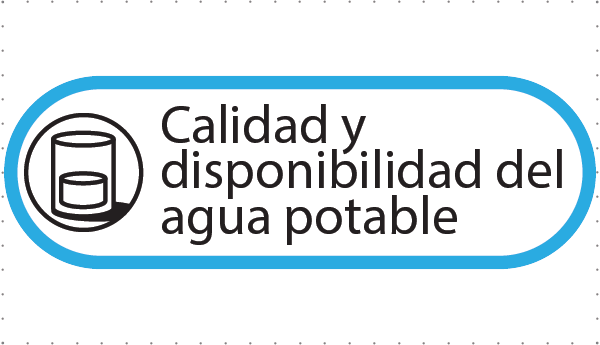 Calidad y
disponibilidad del
agua potable